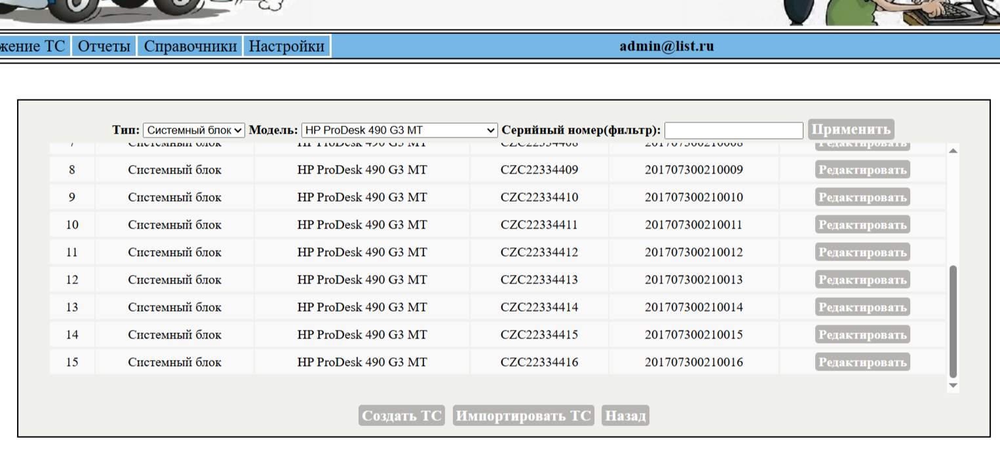 жение ТС Отчеты Справочники Настройки admin@list.ru
Тип: Системный блок Модель: HP ProDesk 490 G3 MT Серийный номер(фильтр): Применить
7 Системный блок HP ProDesk 490 G3 MT CZC22334408 201707300210008 Редактировать
8 Системный блок HP ProDesk 490 G3 MT CZC22334409 201707300210009 Редактировать
9 Системный блок HP ProDesk 490 G3 MT CZC22334410 201707300210010 Редактировать
10 Системный блок HP ProDesk 490 G3 MT CZC22334411 201707300210011 Редактировать
11 Системный блок HP ProDesk 490 G3 MT CZC22334412 201707300210012 Редактировать
12 Системный блок HP ProDesk 490 G3 MT CZC22334413 201707300210013 Редактировать
13 Системный блок HP ProDesk 490 G3 MT CZC22334414 201707300210014 Редактировать
14 Системный блок HP ProDesk 490 G3 MT CZC22334415 201707300210015 Редактировать
15 Системный блок HP ProDesk 490 G3 MT CZC22334416 201707300210016 Редактировать
Создать ТС Импортировать ТС Назад